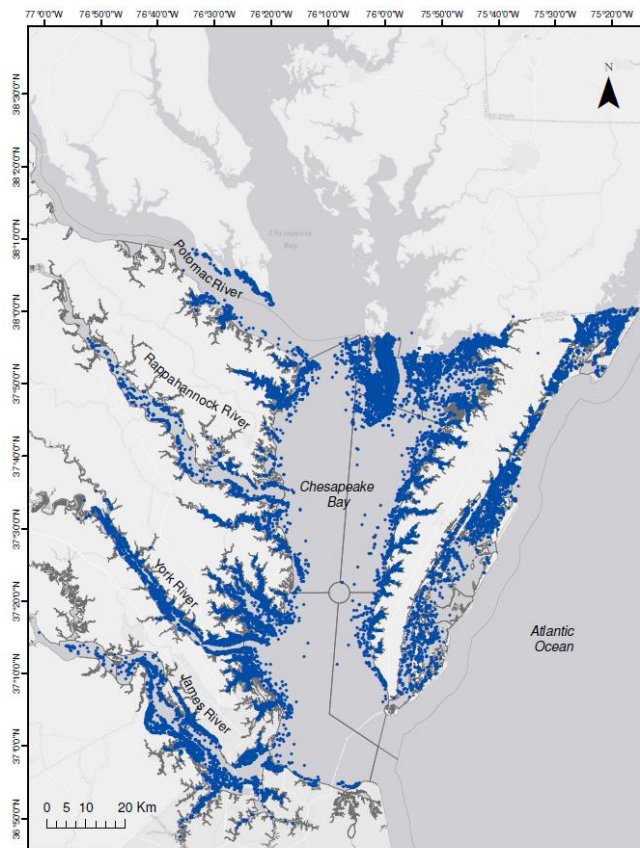 77°0'0"W 76°50'0"W 76°40'0"W 76°30'0"W 76°20'0"W 76°10'0"W 76°0'0"W 75°50'0"W 75°40'0"W 75°20'0"W
N
38°30'0"N
38°20'0"N
38°10'0"N
38°0'0"N
37°50'0"N
37°40'0"N
37°30'0"N
37°20'0"N
37°10'0"N
37°0'0"N
36°50'0"N
Chesapeake
Bay
Potomac River
Rappahannock River
Chesapeake
Bay
York River
Atlantic
Ocean
James River
0 5 10 20 Km